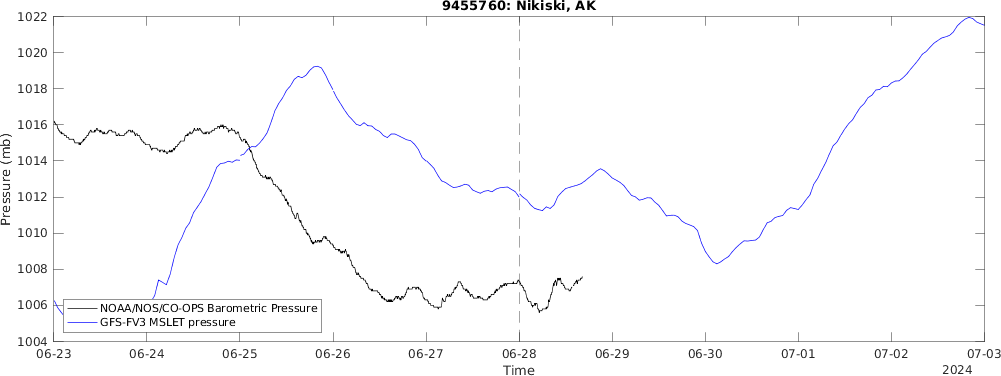 9455760: Nikiski, AK
1022
1020
1018
1016
1014
1012
1010
1008
1006
1004
Pressure (mb)
NOAA/NOS/CO-OPS Barometric Pressure
GFS-FV3 MSLET pressure
06-23 06-24 06-25 06-26 06-27 06-28 06-29 06-30 07-01 07-02 07-03
Time
2024